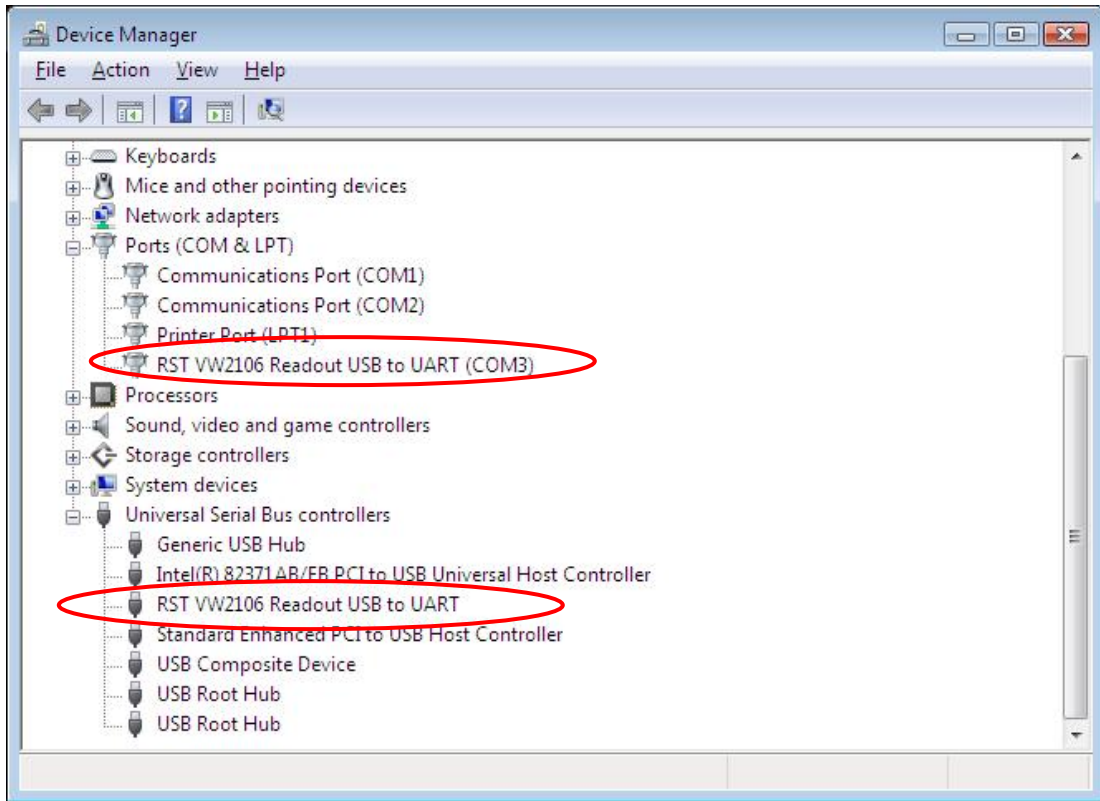 Device Manager
File Action View Help
Keyboards
Mice and other pointing devices
Network adapters
Ports (COM & LPT)
Communications Port (COM1)
Communications Port (COM2)
Printer Port (LPT1)
RST VW2106 Readout USB to UART (COM3)
Processors
Sound, video and game controllers
Storage controllers
System devices
Universal Serial Bus controllers
Generic USB Hub
Intel(R) 82371AB/EB PCI to USB Universal Host Controller
RST VW2106 Readout USB to UART
Standard Enhanced PCI to USB Host Controller
USB Composite Device
USB Root Hub
USB Root Hub